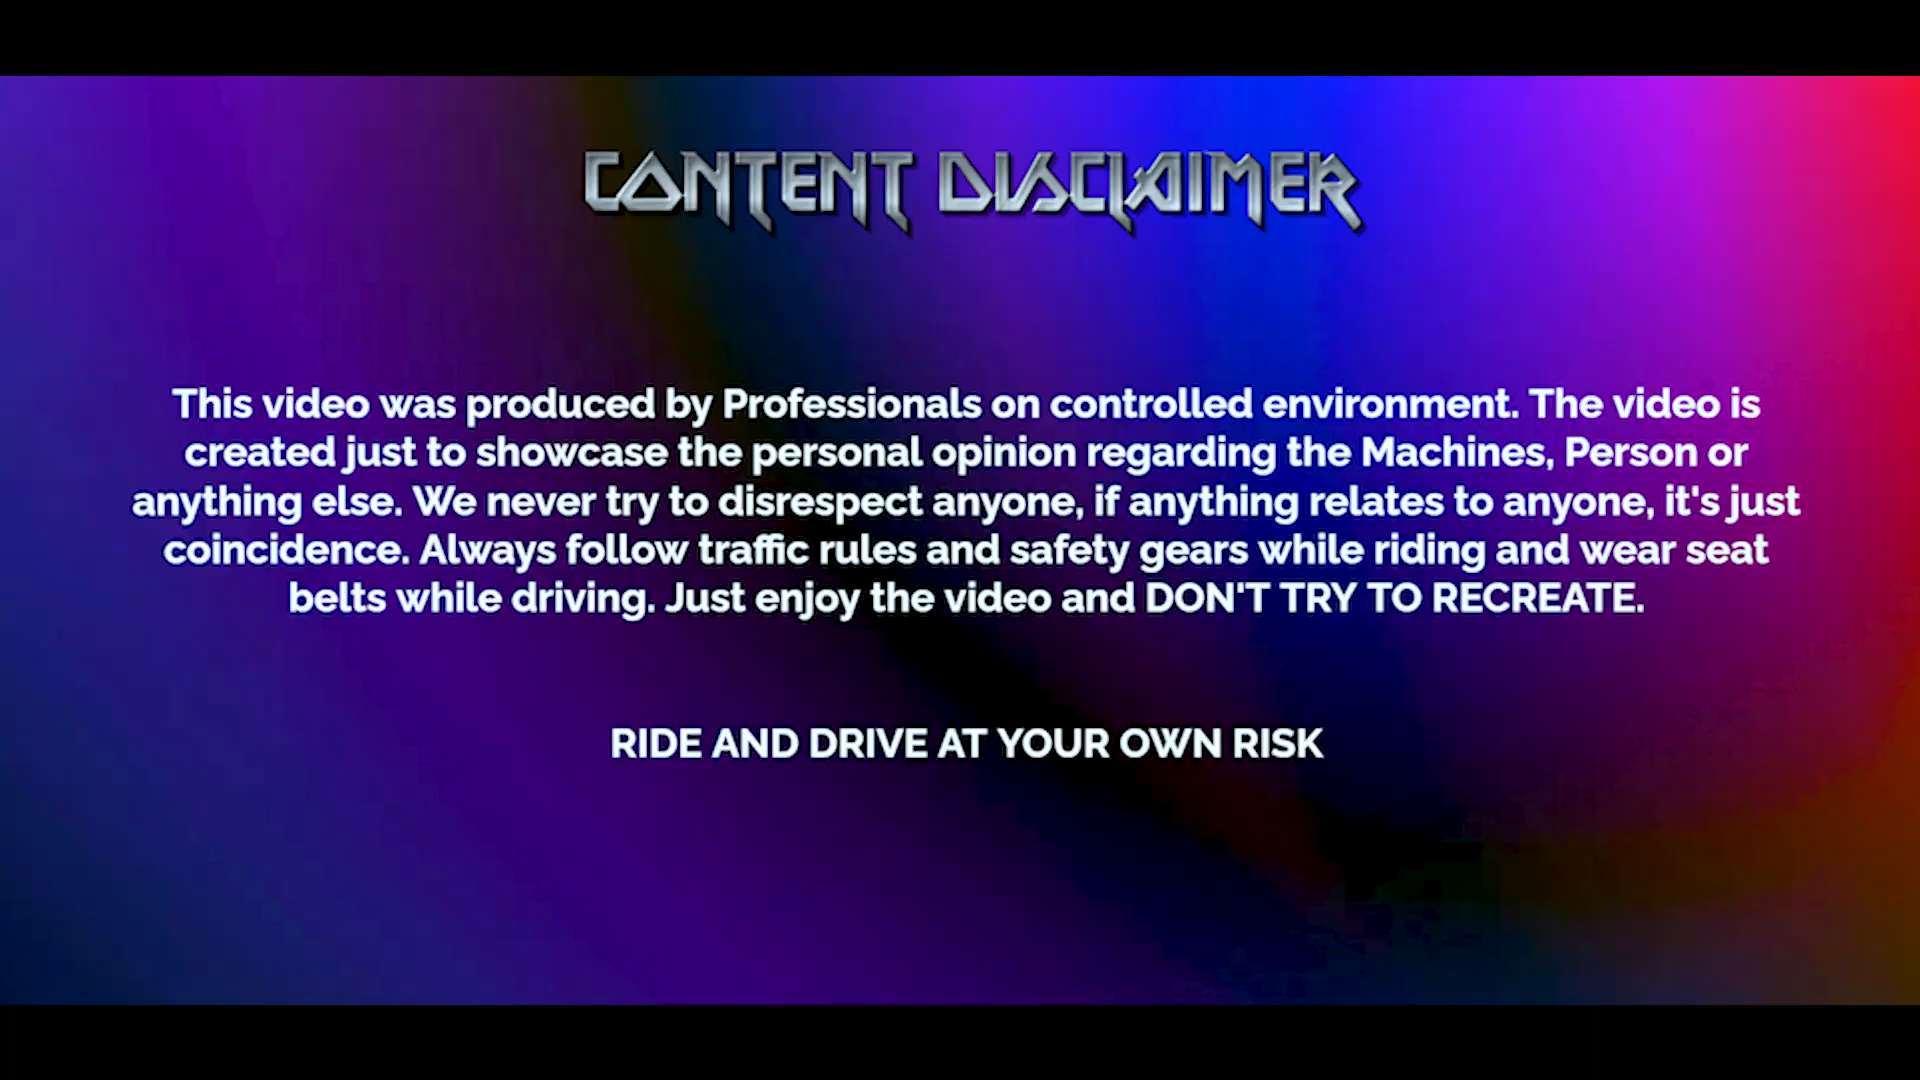 CONTENT DISCLAIMER
This video was produced by Professionals on controlled environment. The video is
created just to showcase the personal opinion regarding the Machines, Person or
anything else. We never try to disrespect anyone, if anything relates to anyone, it's just
coincidence. Always follow traffic rules and safety gears while riding and wear seat
belts while driving. Just enjoy the video and DON'T TRY TO RECREATE.
RIDE AND DRIVE AT YOUR OWN RISK